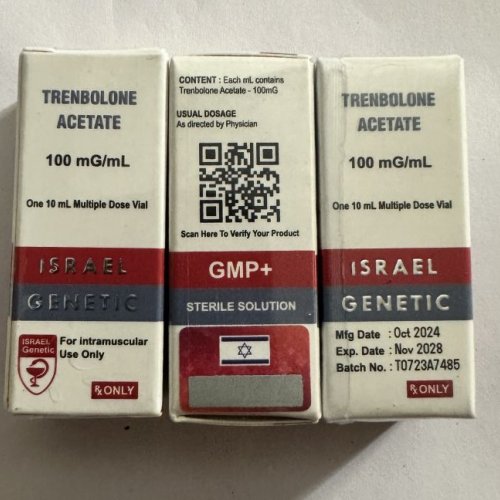 TRENBOLONE
ACETATE
100 mG/mL
One 10 mL Multiple Dose Vial
ISRAEL
GENETIC
ISRAEL
Genetic
For intramuscular
Use Only
RxONLY
CONTENT : Each mL contains
Trenbolone Acetate - 100mG
USUAL DOSAGE
As directed by Physician
Scan Here To Verify Your Product
GMP+
STERILE SOLUTION
TRENBOLONE
ACETATE
100 mG/mL
One 10 mL Multiple Dose Vial
ISRAEL
GENETIC
Mfg Date : Oct 2024
Exp. Date : Nov 2028
Batch No. : T0723A7485
RxONLY